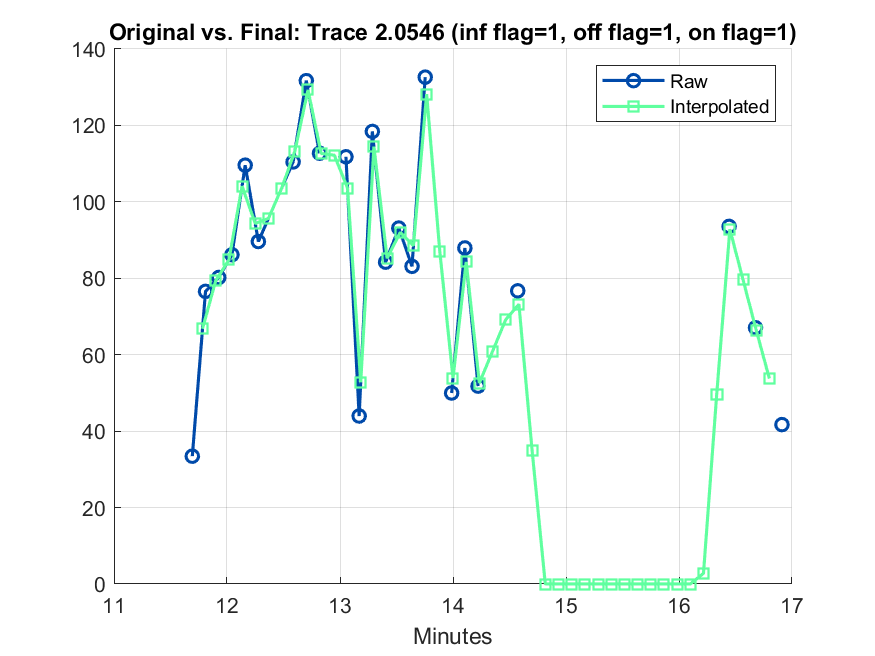 Original vs. Final: Trace 2.0546 (inf flag=1, off flag=1, on flag=1)
140
120
100
80
60
40
20
0
Raw
Interpolated
11 12 13 14 15 16 17
Minutes